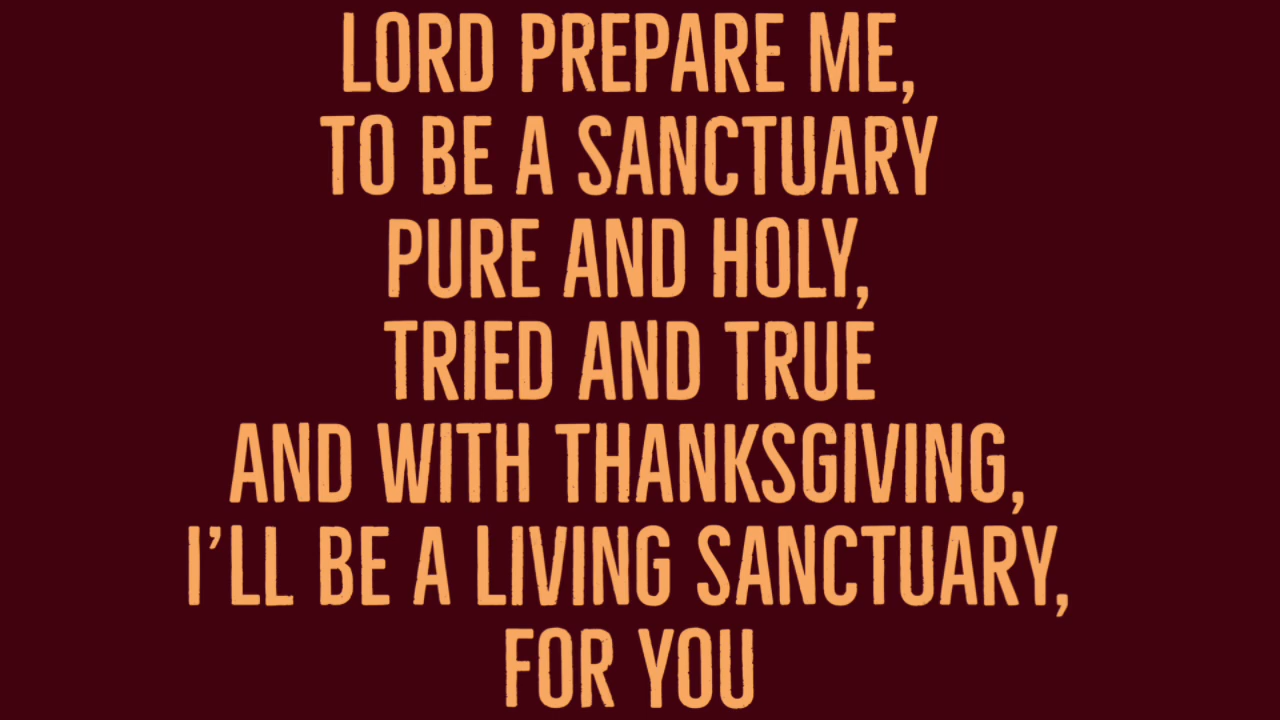 LORD PREPARE ME,
TO BE A SANCTUARY
PURE AND HOLY,
TRIED AND TRUE
AND WITH THANKSGIVING,
I’LL BE A LIVING SANCTUARY,
FOR YOU